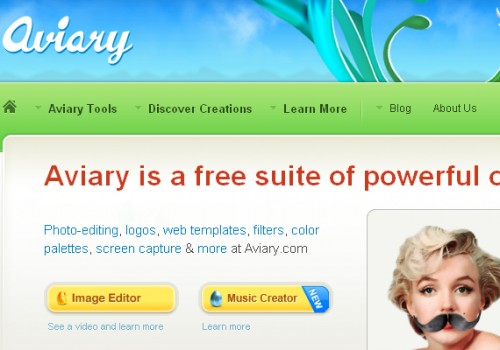 Aviary
Aviary Tools Discover Creations Learn More Blog About Us
Aviary is a free suite of powerful
Photo-editing, logos, web templates, filters, color
palettes, screen capture & more at Aviary.com
Image Editor Music Creator NEW
See a video and learn more Learn more